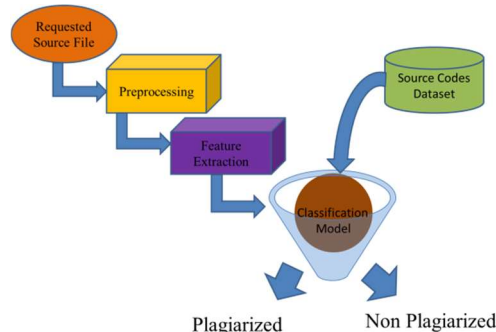 Requested
Source File
Preprocessing
Source Codes
Dataset
Feature
Extraction
Classification
Model
Plagiarized
Non Plagiarized